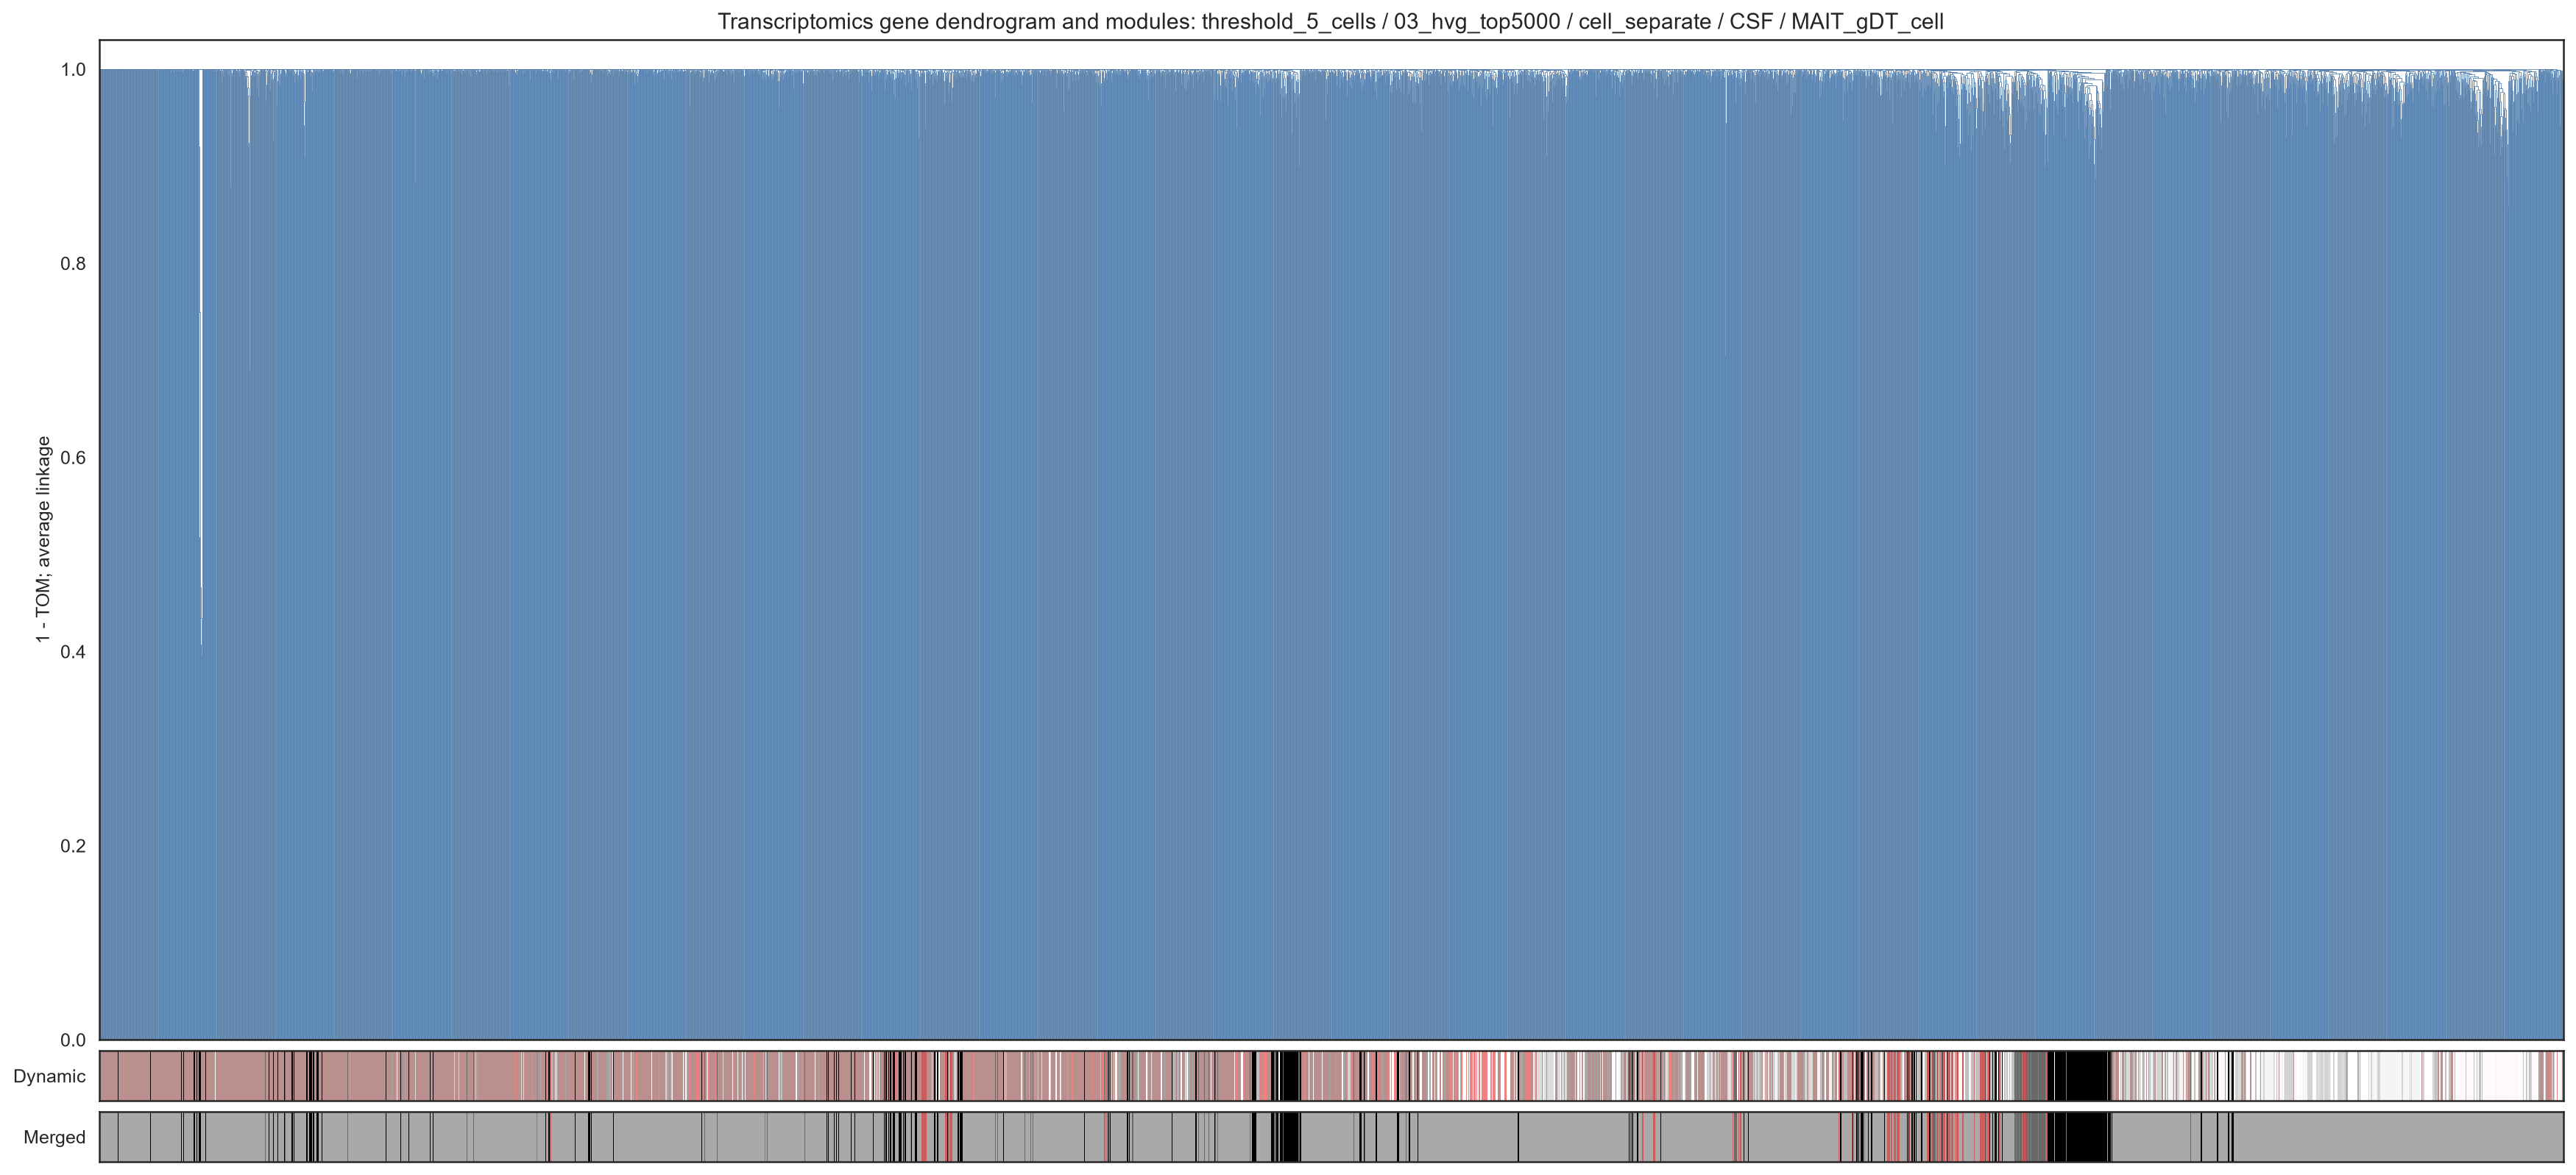 Transcriptomics gene dendrogram and modules: threshold_5_cells / 03_hvg_top5000 / cell_separate / CSF / MAIT_gDT_cell
1.0
0.8
0.6
0.4
0.2
0.0
1 - TOM; average linkage
Dynamic
Merged